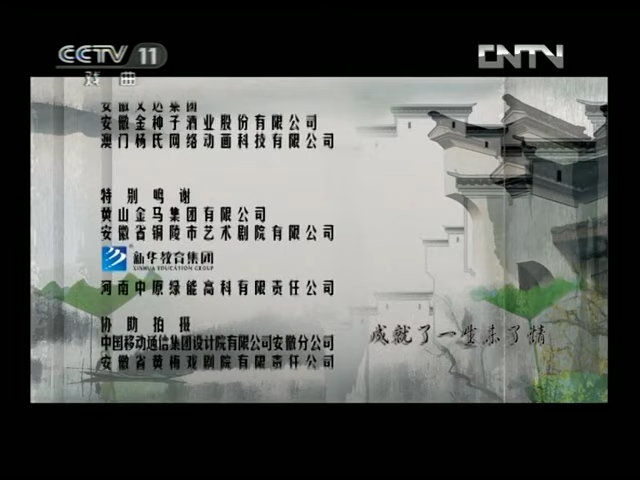 CCTV 11
戏曲
CNTV
安徽文达集团
安徽金种子酒业股份有限公司
澳门杨氏网络动画科技有限公司
特别鸣谢
黄山金马集团有限公司
安徽省铜陵市艺术剧院有限公司
新华教育集团
XINHUA EDUCATION GROUP
河南中原绿能高科有限责任公司
协助拍摄
中国移动通信集团设计院有限公司安徽分公司
安徽省黄梅戏剧院有限责任公司
成就了一生未了情